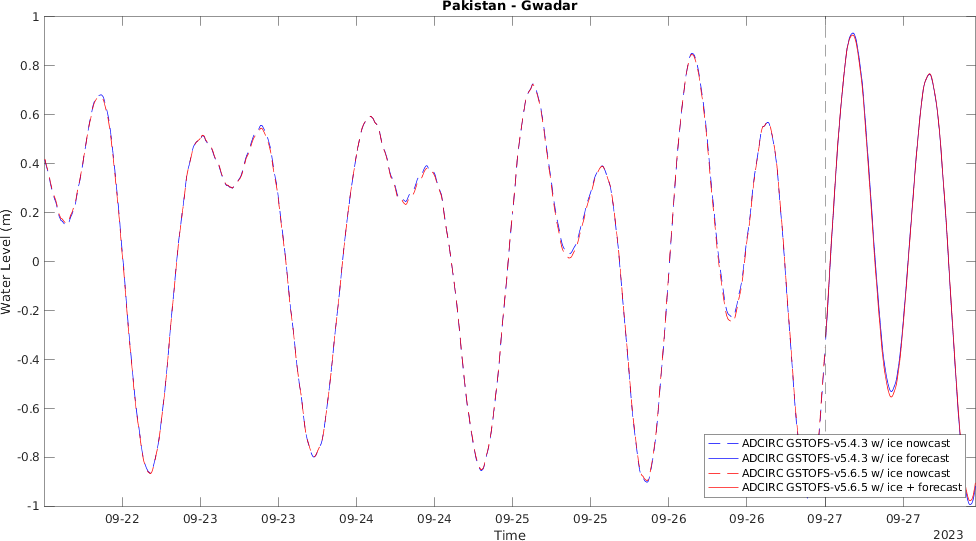 Pakistan - Gwadar
1
0.8
0.6
0.4
0.2
0
-0.2
-0.4
-0.6
-0.8
-1
Water Level (m)
ADCIRC GSTOFS-v5.4.3 w/ ice nowcast
ADCIRC GSTOFS-v5.4.3 w/ ice forecast
ADCIRC GSTOFS-v5.6.5 w/ ice nowcast
ADCIRC GSTOFS-v5.6.5 w/ ice + forecast
09-22 09-23 09-23 09-24 09-24 09-25 09-25 09-26 09-26 09-27 09-27
Time
2023